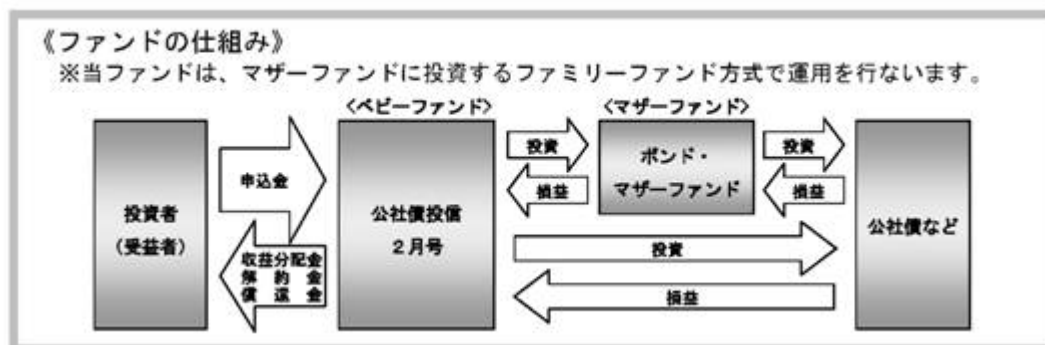 《ファンドの仕組み》
※当ファンドは、マザーファンドに投資するファミリーファンド方式で運用を行ないます。
〈ベビーファンド〉
〈マザーファンド〉
投資者
(受益者)
申込金
収益分配金
解約金
償還金
公社債投信
2月号
投資
損益
ボンド・
マザーファンド
投資
損益
投資
損益
公社債など